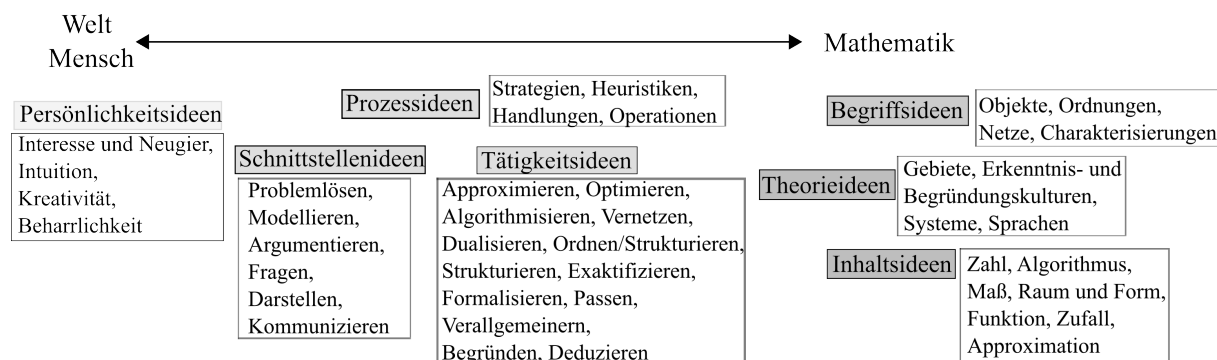 Welt
Mensch
Mathematik
Persönlichkeitsideen
Interesse und Neugier,
Intuition,
Kreativität,
Beharrlichkeit
Prozessideen
Strategien, Heuristiken,
Handlungen, Operationen
Schnittstellenideen
Problemlösen,
Modellieren,
Argumentieren,
Fragen,
Darstellen,
Kommunizieren
Tätigkeitsideen
Approximieren, Optimieren,
Algorithmisieren, Vernetzen,
Dualisieren, Ordnen/Strukturieren,
Strukturieren, Exaktifizieren,
Formalisieren, Passen,
Verallgemeinern,
Begründen, Deduzieren
Begriffsideen
Objekte, Ordnungen,
Netze, Charakterisierungen
Theorieideen
Gebiete, Erkenntnis- und
Begründungskulturen,
Systeme, Sprachen
Inhaltsideen
Zahl, Algorithmus,
Maß, Raum und Form,
Funktion, Zufall,
Approximation